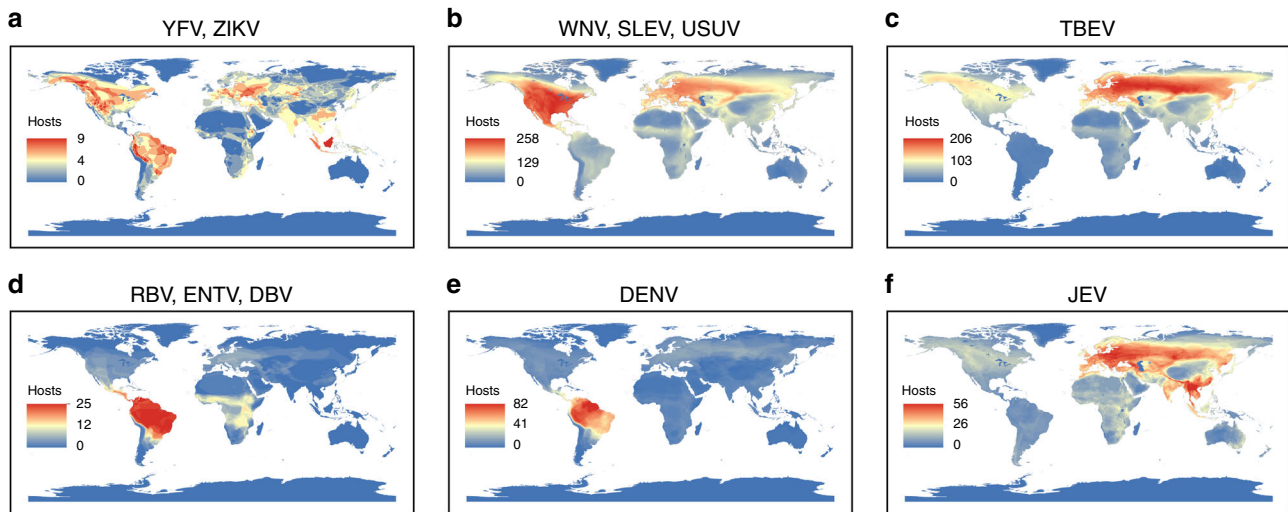 a
YFV, ZIKV
Hosts
9
4
0
b
WNV, SLEV, USUV
Hosts
258
129
0
c
TBEV
Hosts
206
103
0
d
RBV, ENTV, DBV
Hosts
25
12
0
e
DENV
Hosts
82
41
0
f
JEV
Hosts
56
26
0